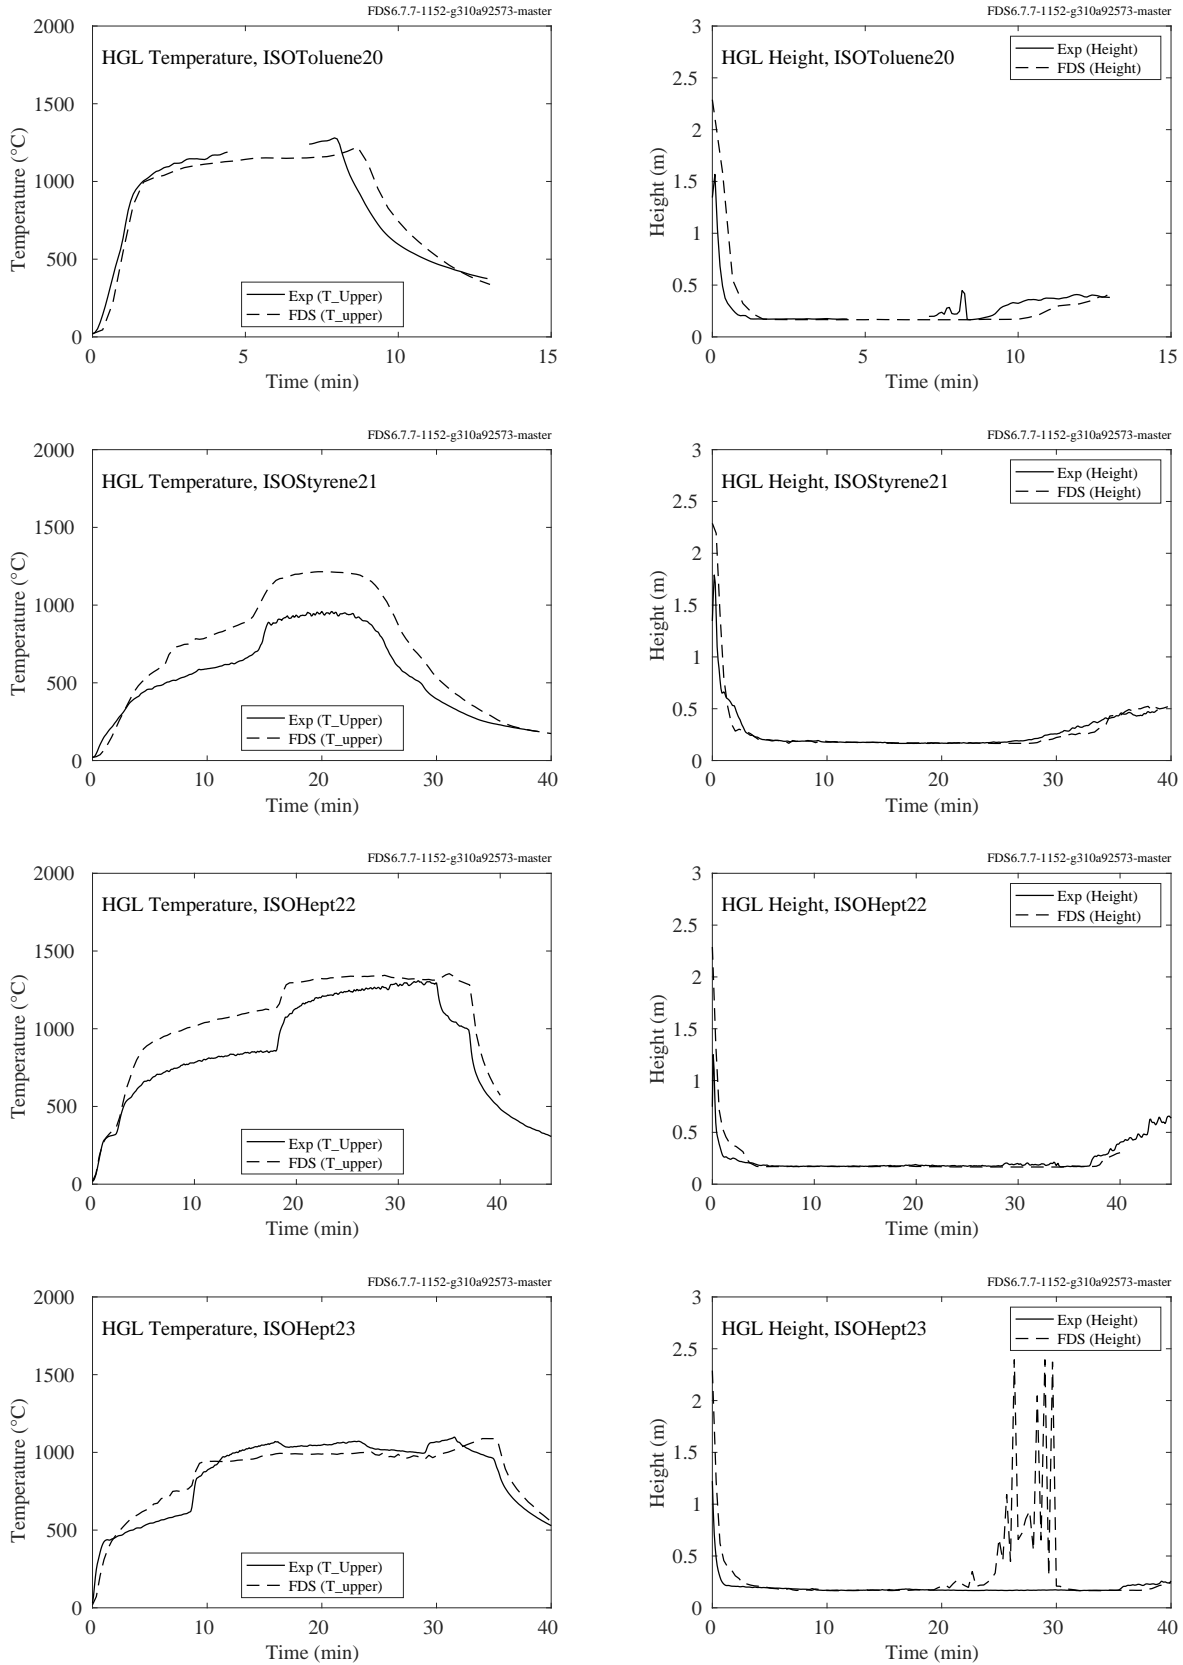 FDS6.7.7-1152-g310a92573-master
HGL Temperature, ISOToluene20
Temperature (°C)
2000
1500
1000
500
0
0 5 10 15
Time (min)
Exp (T_Upper)
FDS (T_upper)
FDS6.7.7-1152-g310a92573-master
HGL Height, ISOToluene20
Height (m)
3
2.5
2
1.5
1
0.5
0
0 5 10 15
Time (min)
Exp (Height)
FDS (Height)
FDS6.7.7-1152-g310a92573-master
HGL Temperature, ISOStyrene21
Temperature (°C)
2000
1500
1000
500
0
0 10 20 30 40
Time (min)
Exp (T_Upper)
FDS (T_upper)
FDS6.7.7-1152-g310a92573-master
HGL Height, ISOStyrene21
Height (m)
3
2.5
2
1.5
1
0.5
0
0 10 20 30 40
Time (min)
Exp (Height)
FDS (Height)
FDS6.7.7-1152-g310a92573-master
HGL Temperature, ISOHept22
Temperature (°C)
2000
1500
1000
500
0
0 10 20 30 40
Time (min)
Exp (T_Upper)
FDS (T_upper)
FDS6.7.7-1152-g310a92573-master
HGL Height, ISOHept22
Height (m)
3
2.5
2
1.5
1
0.5
0
0 10 20 30 40
Time (min)
Exp (Height)
FDS (Height)
FDS6.7.7-1152-g310a92573-master
HGL Temperature, ISOHept23
Temperature (°C)
2000
1500
1000
500
0
0 10 20 30 40
Time (min)
Exp (T_Upper)
FDS (T_upper)
FDS6.7.7-1152-g310a92573-master
HGL Height, ISOHept23
Height (m)
3
2.5
2
1.5
1
0.5
0
0 10 20 30 40
Time (min)
Exp (Height)
FDS (Height)